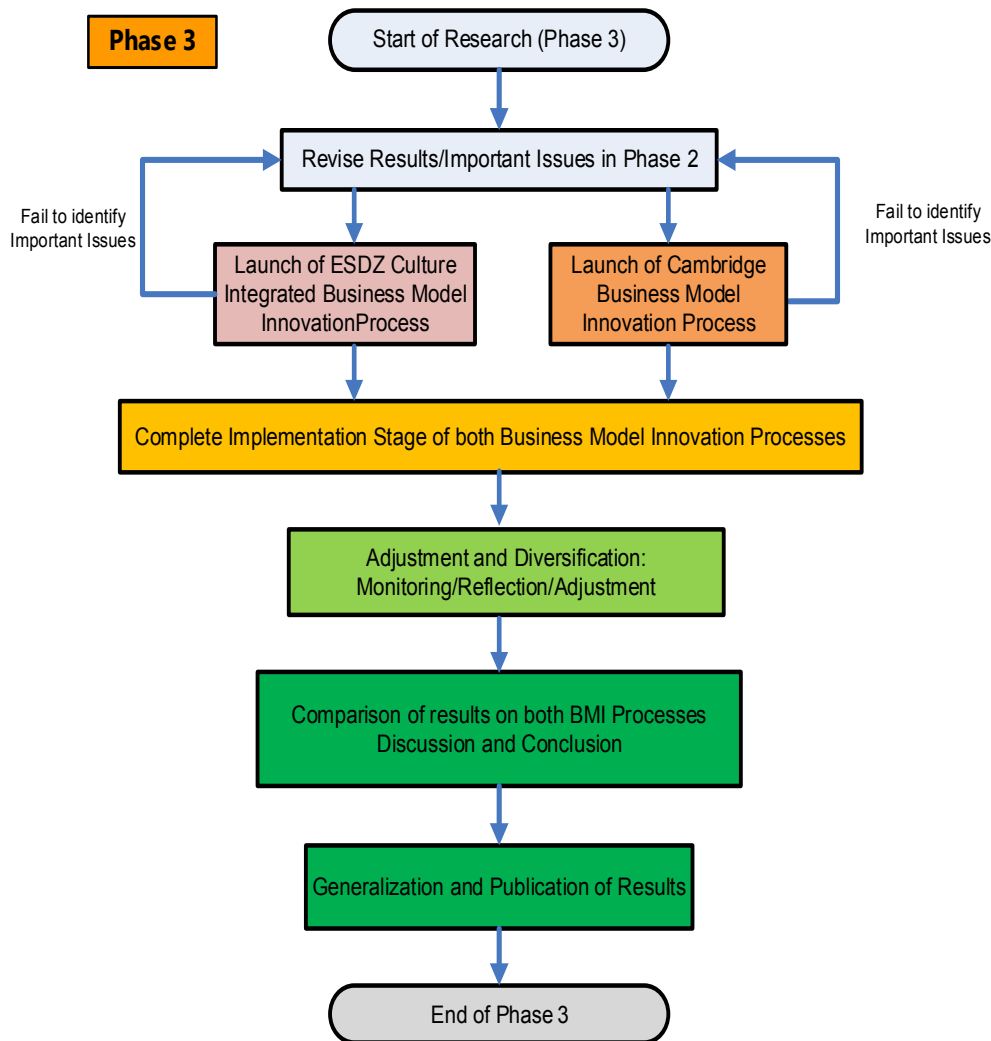 Phase 3
Start of Research (Phase 3)
Revise Results/Important Issues in Phase 2
Fail to identify
Important Issues
Fail to identify
Important Issues
Launch of ESDZ Culture
Integrated Business Model
InnovationProcess
Launch of Cambridge
Business Model
Innovation Process
Complete Implementation Stage of both Business Model Innovation Processes
Adjustment and Diversification:
Monitoring/Reflection/Adjustment
Comparison of results on both BMI Processes
Discussion and Conclusion
Generalization and Publication of Results
End of Phase 3